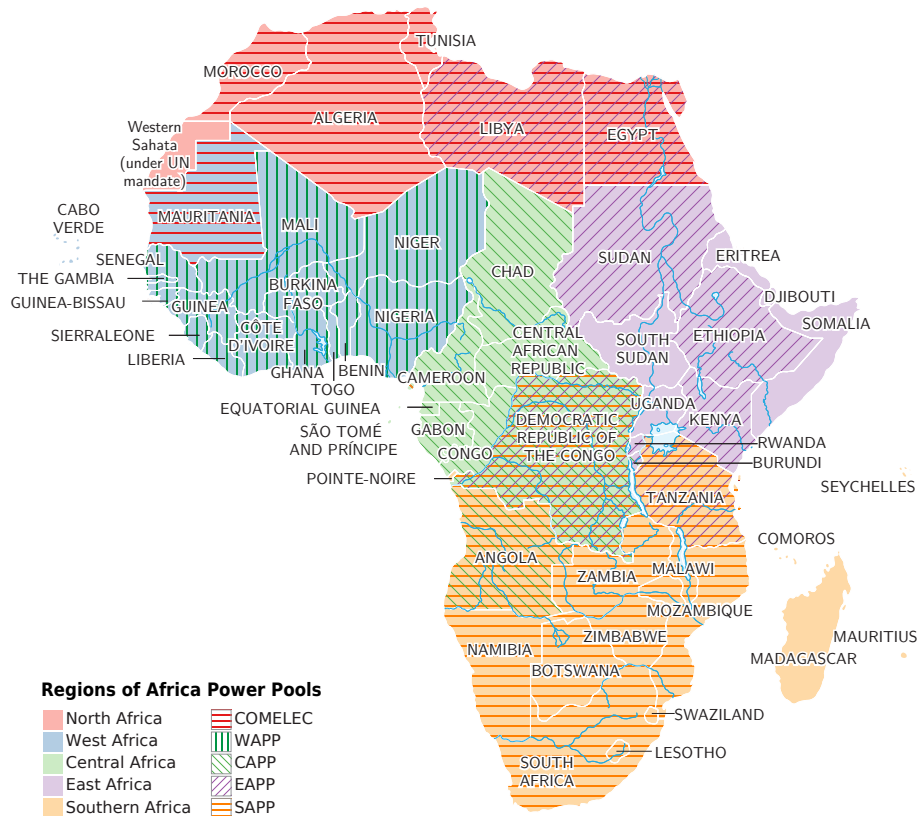 TUNISIA
MOROCCO
ALGERIA
LIBYA
EGYPT
Western
Sahata
(under UN
mandate)
CABO
VERDE
MAURITANIA
MALI
NIGER
CHAD
SUDAN
ERITREA
SENEGAL
THE GAMBIA
GUINEA-BISSAU
GUINEA
BURKINA
FASO
NIGERIA
DJIBOUTI
SOMALIA
ETHIOPIA
SIERRALEONE
CÔTE
D'IVOIRE
LIBERIA
GHANA
BENIN
TOGO
CAMEROON
CENTRAL
AFRICAN
REPUBLIC
SOUTH
SUDAN
EQUATORIAL GUINEA
UGANDA
KENYA
SÃO TOMÉ
AND PRÍNCIPE
GABON
CONGO
DEMOCRATIC
REPUBLIC OF
THE CONGO
RWANDA
BURUNDI
POINTE-NOIRE
SEYCHELLES
TANZANIA
COMOROS
ANGOLA
ZAMBIA
MALAWI
MOZAMBIQUE
ZIMBABWE
NAMIBIA
BOTSWANA
MAURITIUS
MADAGASCAR
SWAZILAND
LESOTHO
SOUTH
AFRICA
Regions of Africa Power Pools
North Africa COMELEC
West Africa WAPP
Central Africa CAPP
East Africa EAPP
Southern Africa SAPP